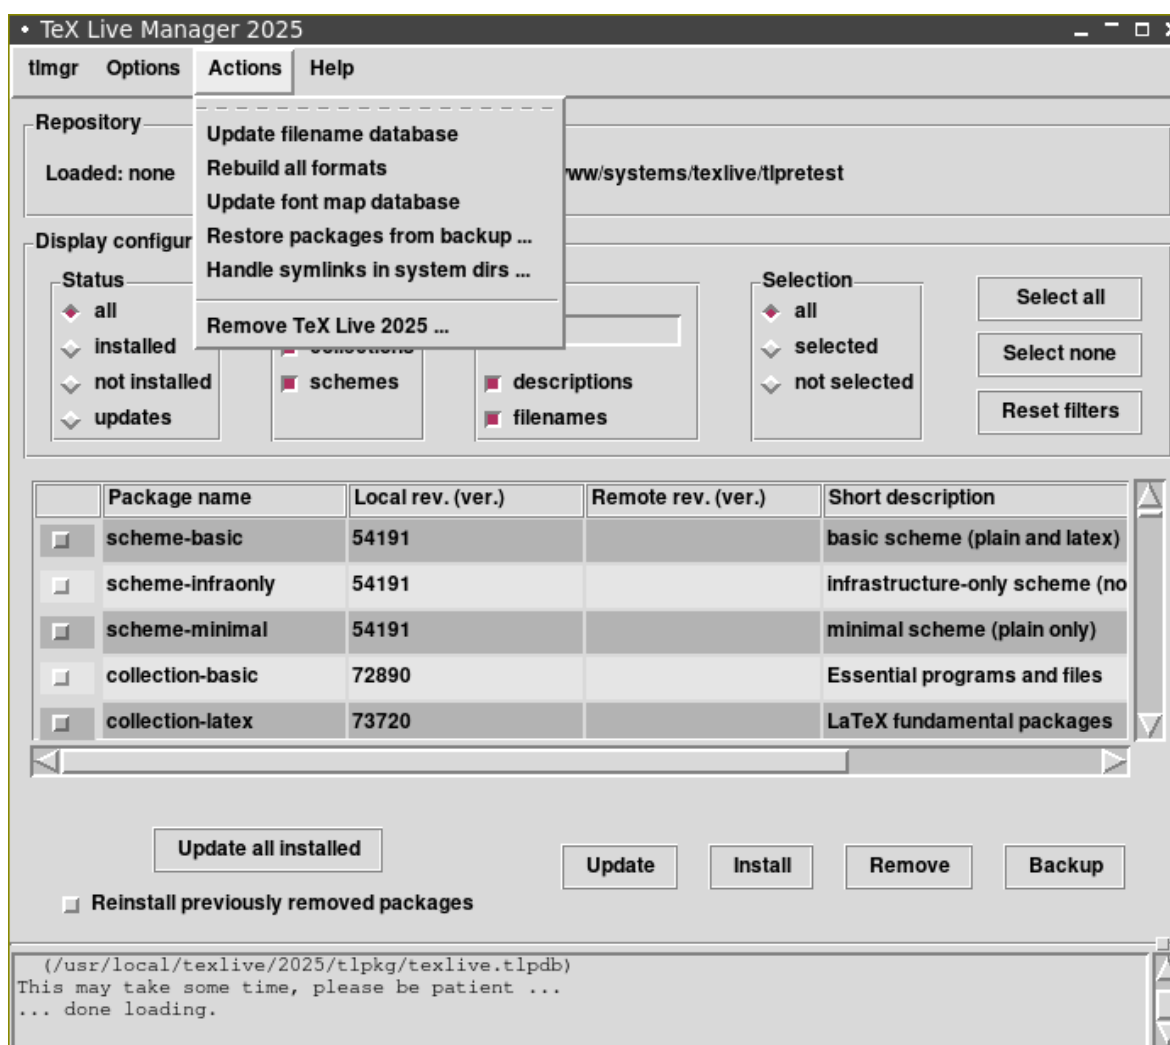 TeX Live Manager 2025
tlmgr Options Actions Help
Update filename database
Rebuild all formats
Update font map database
Restore packages from backup ...
Handle symlinks in system dirs ...
Remove TeX Live 2025 ...
Repository
Loaded: none /www/systems/texlive/tlpretest
Display configur
Status
all
installed
not installed
updates
collections
schemes
descriptions
filenames
Selection
all
selected
not selected
Select all
Select none
Reset filters
Package name Local rev. (ver.) Remote rev. (ver.) Short description
scheme-basic 54191 basic scheme (plain and latex)
scheme-infraonly 54191 infrastructure-only scheme (no
scheme-minimal 54191 minimal scheme (plain only)
collection-basic 72890 Essential programs and files
collection-latex 73720 LaTeX fundamental packages
Update all installed
Reinstall previously removed packages
Update Install Remove Backup
(/usr/local/texlive/2025/tlpkg/texlive.tlpdb)
This may take some time, please be patient ...
... done loading.